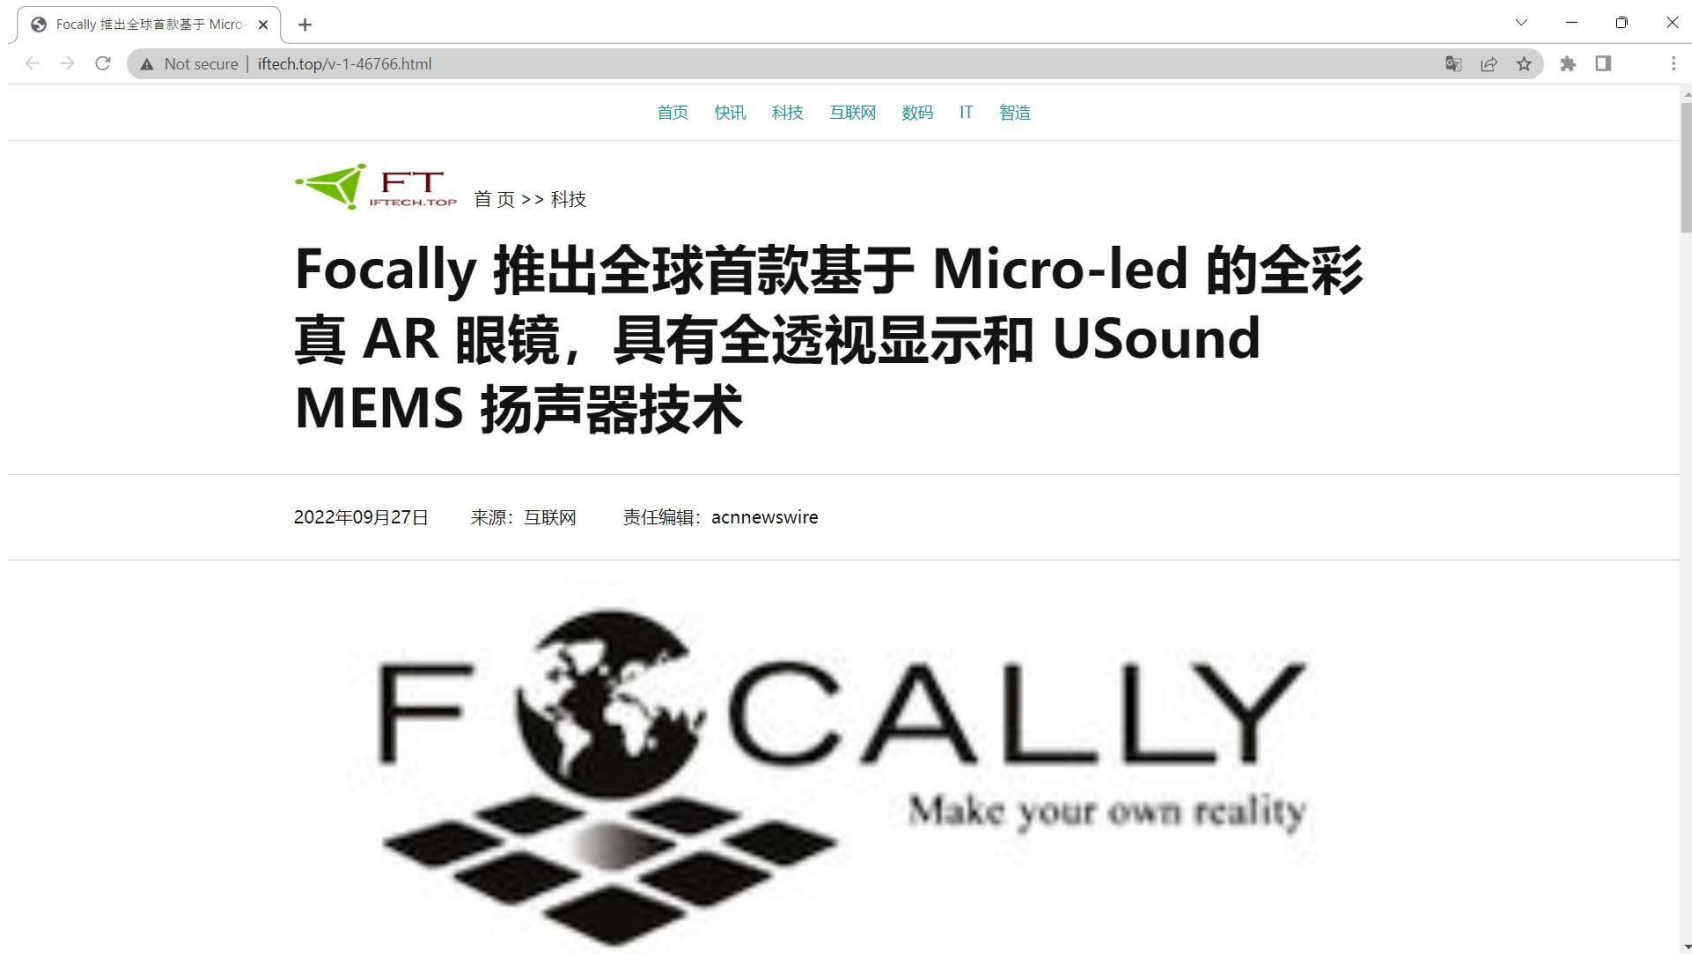 Focally 推出全球首款基于 Micro-
Not secure | iftech.top/v-1-46766.html
首页 快讯 科技 互联网 数码 IT 智造
FT
IFTECH.TOP
首 页 >> 科技
Focally 推出全球首款基于 Micro-led 的全彩
真 AR 眼镜，具有全透视显示和 USound
MEMS 扬声器技术
2022年09月27日 来源：互联网 责任编辑：acnnewswire
FOCALLY
Make your own reality